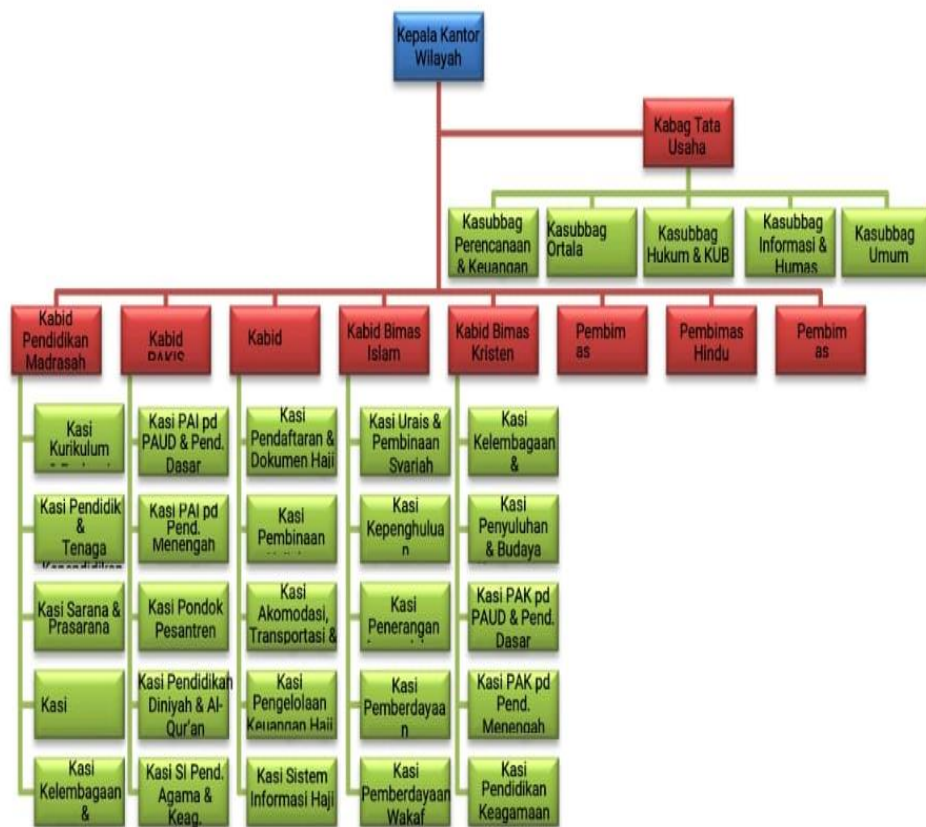 Kepala Kantor
Wilayah
Kabag Tata
Usaha
Kasubbag
Perencanaan
& Keuangan
Kasubbag
Ortala
Kasubbag
Hukum & KUB
Kasubbag
Informasi &
Humas
Kasubbag
Umum
Kabid
Pendidikan
Madrasah
Kabid
PAKIS
Kabid
Kabid Bimas
Islam
Kabid Bimas
Kristen
Pembim
as
Pembimas
Hindu
Pembim
as
Kasi
Kurikulum
Kasi PAI pd
PAUD & Pend.
Dasar
Kasi
Pendaftaran &
Dokumen Haji
Kasi Urais &
Pembinaan
Syariah
Kasi
Kelembagaan
&
Kasi Pendidik
&
Tenaga
Kependidikan
Kasi PAI pd
Pend.
Menengah
Kasi
Pembinaan
Kasi
Kepenghulua
n
Kasi
Penyuluhan
& Budaya
Kasi Sarana &
Prasarana
Kasi Pondok
Pesantren
Kasi
Akomodasi,
Transportasi &
Kasi
Penerangan
Kasi PAK pd
PAUD & Pend.
Dasar
Kasi
Kasi Pendidikan
Diniyah & Al-
Qur'an
Kasi
Pengelolaan
Keuangan Haji
Kasi
Pemberdayaa
n
Kasi PAK pd
Pend.
Menengah
Kasi
Kelembagaan
&
Kasi SI Pend.
Agama &
Keag.
Kasi Sistem
Informasi Haji
Kasi
Pemberdayaan
Wakaf
Kasi
Pendidikan
Keagamaan